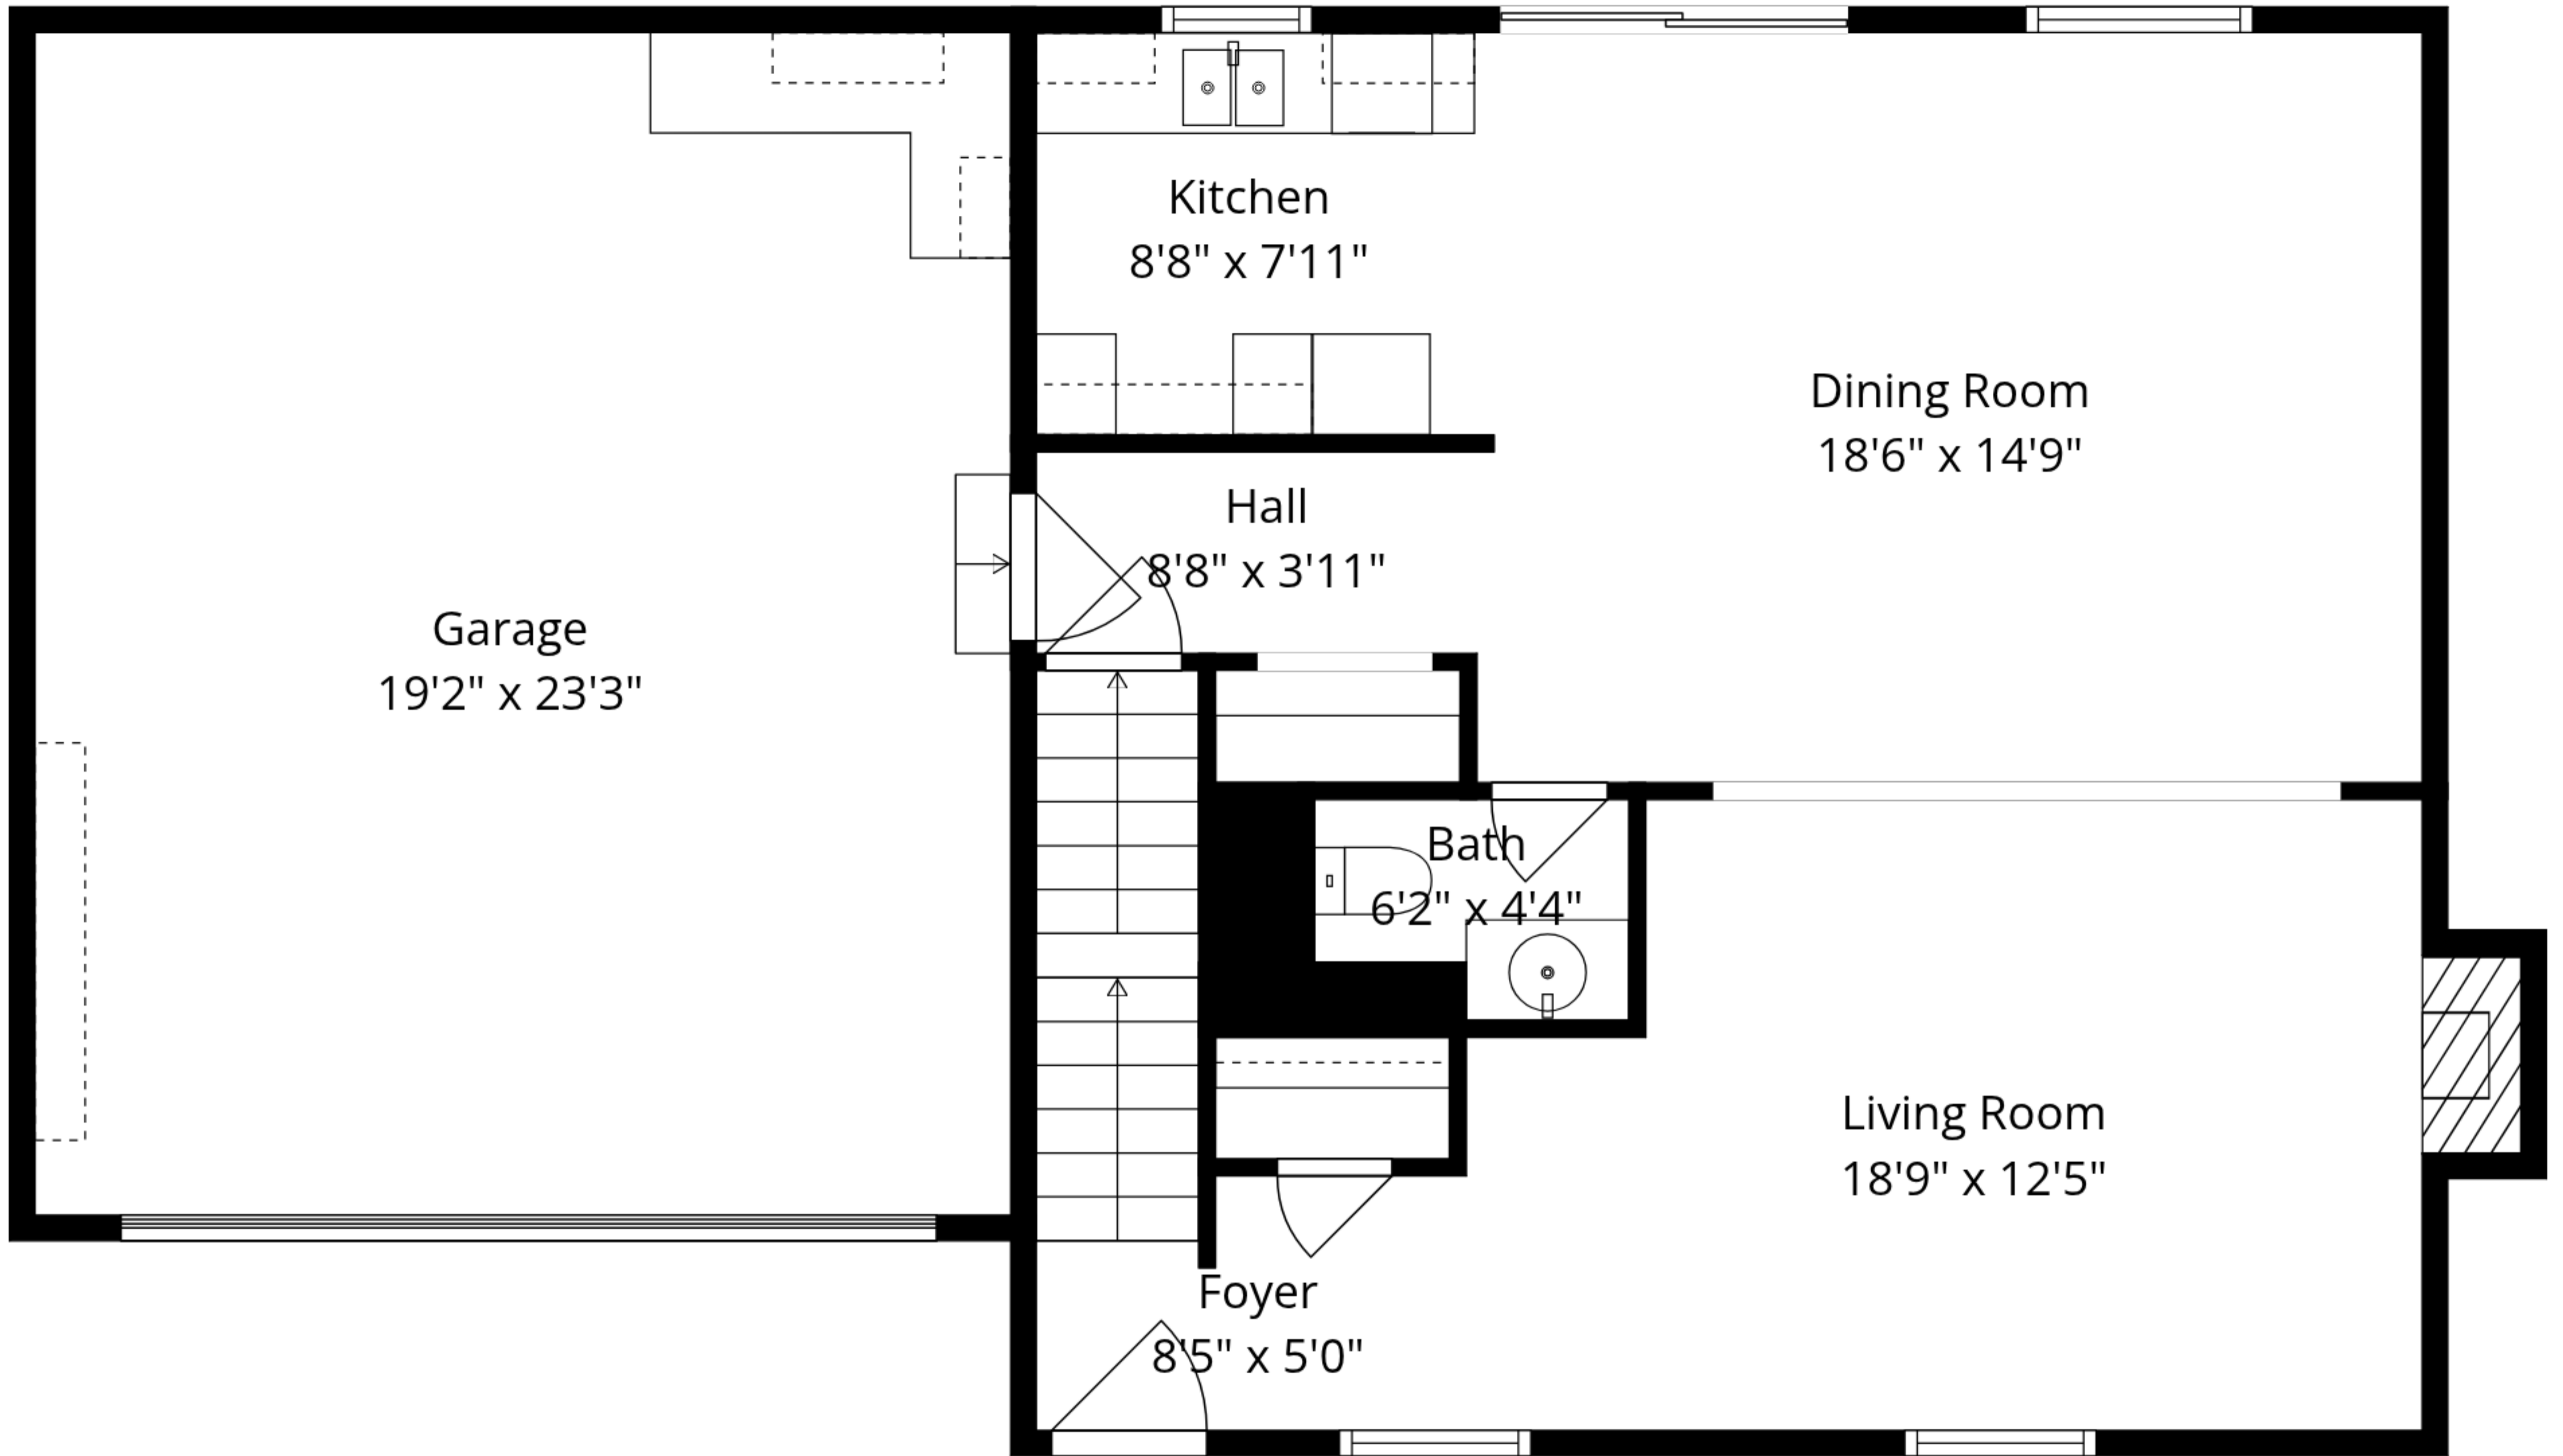 Kitchen
8'8" x 7'11"
Dining Room
18'6" x 14'9"
Hall
8'8" x 3'11"
Garage
19'2" x 23'3"
Bath
6'2" x 4'4"
Living Room
18'9" x 12'5"
Foyer
8'5" x 5'0"